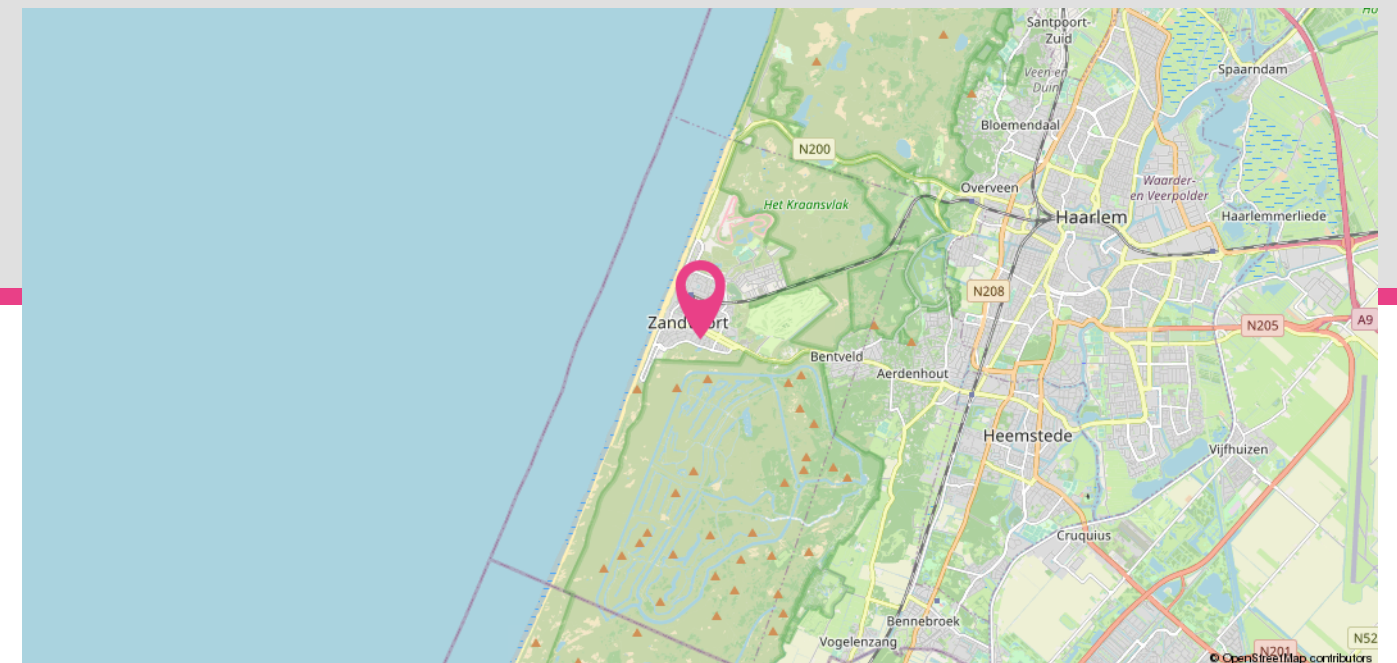 Santpoort-
Zuid
Veen en
Duin
Spaarndam
Bloemendaal
N200
Overveen
Waarder-
en Veerpolder
Het Kraansvlak
Haarlem
Haarlemmerliede
N208
A9
N205
Bentveld
Aerdenhout
Heemstede
Vijfhuizen
Cruquius
Bennebroek
Vogelenzang
N201
© OpenStreetMap contributors